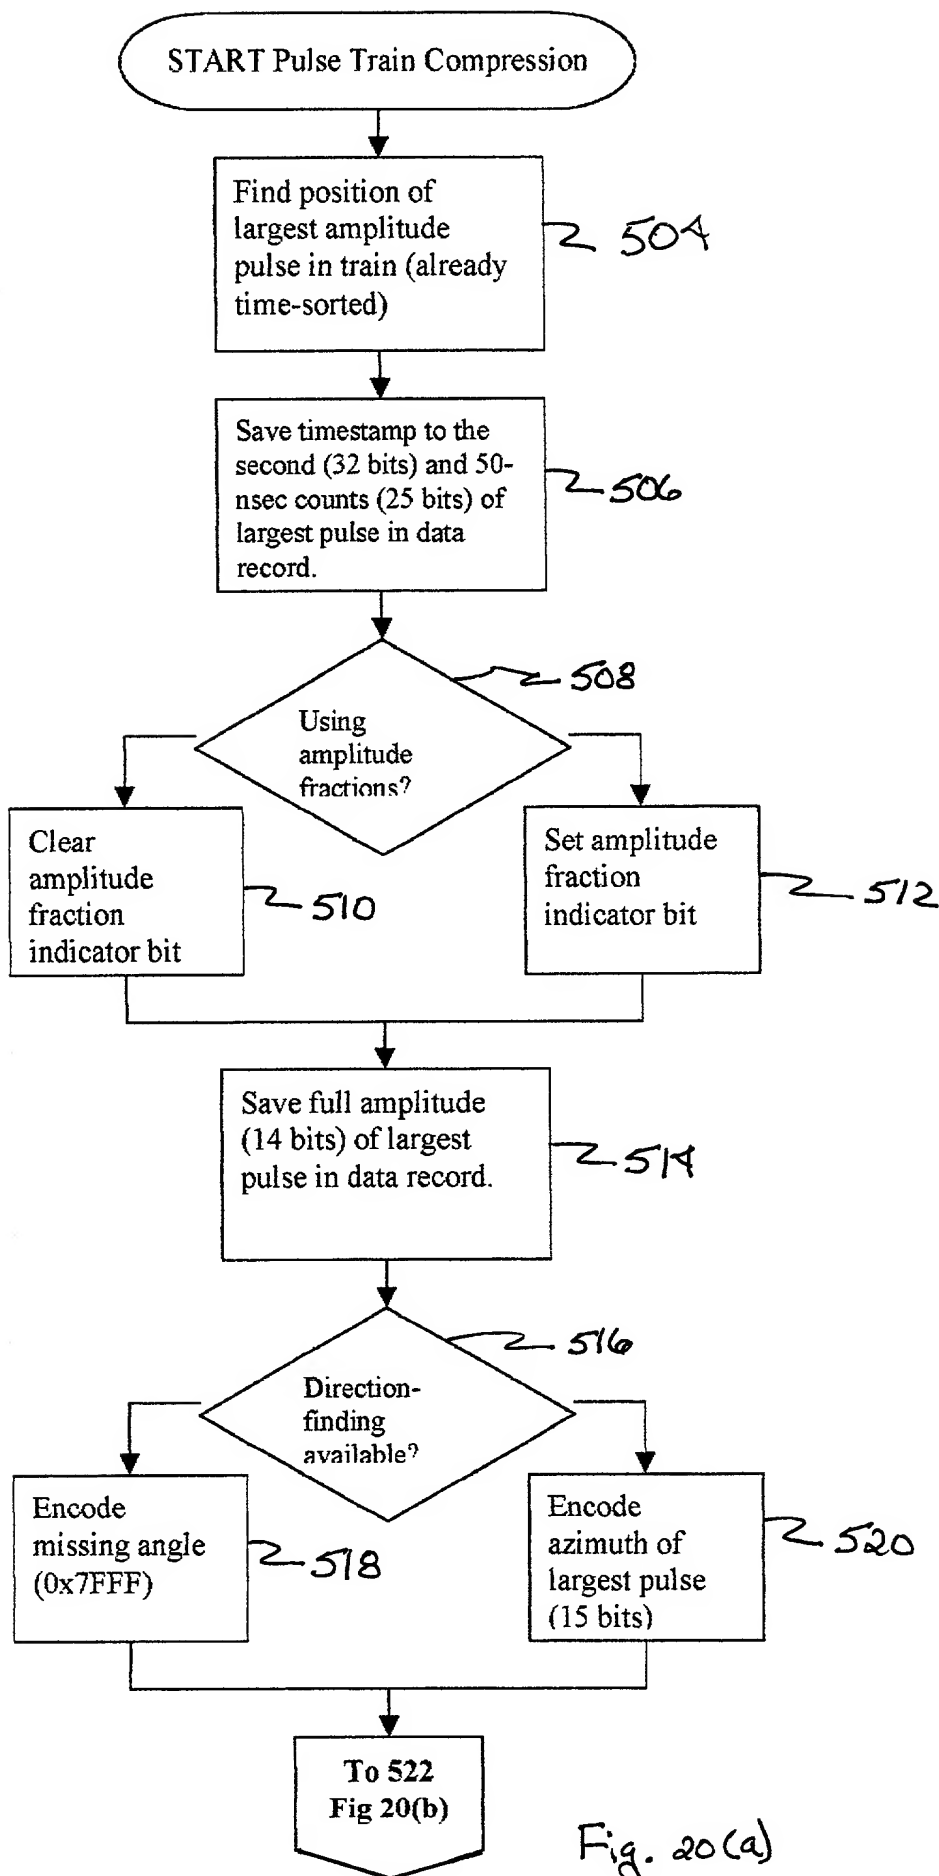 START Pulse Train Compression
Find position of
largest amplitude
pulse in train (already
time-sorted)
504
Save timestamp to the
second (32 bits) and 50-
nsec counts (25 bits) of
largest pulse in data
record.
506
508
Using
amplitude
fractions?
Clear
amplitude
fraction
indicator bit
510
Set amplitude
fraction
indicator bit
512
Save full amplitude
(14 bits) of largest
pulse in data record.
514
516
Direction-
finding
available?
Encode
missing angle
(0x7FFF)
518
Encode
azimuth of
largest pulse
(15 bits)
520
To 522
Fig 20(b)
Fig. 20(a)